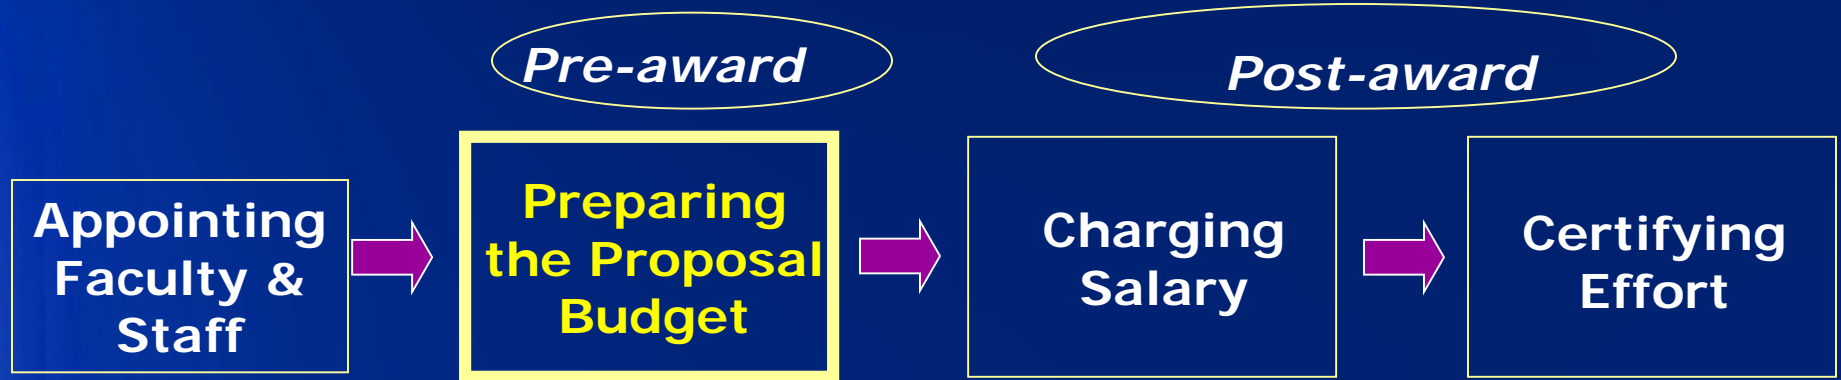 Pre-award
Post-award
Appointing
Faculty &
Staff
Preparing
the Proposal
Budget
Charging
Salary
Certifying
Effort